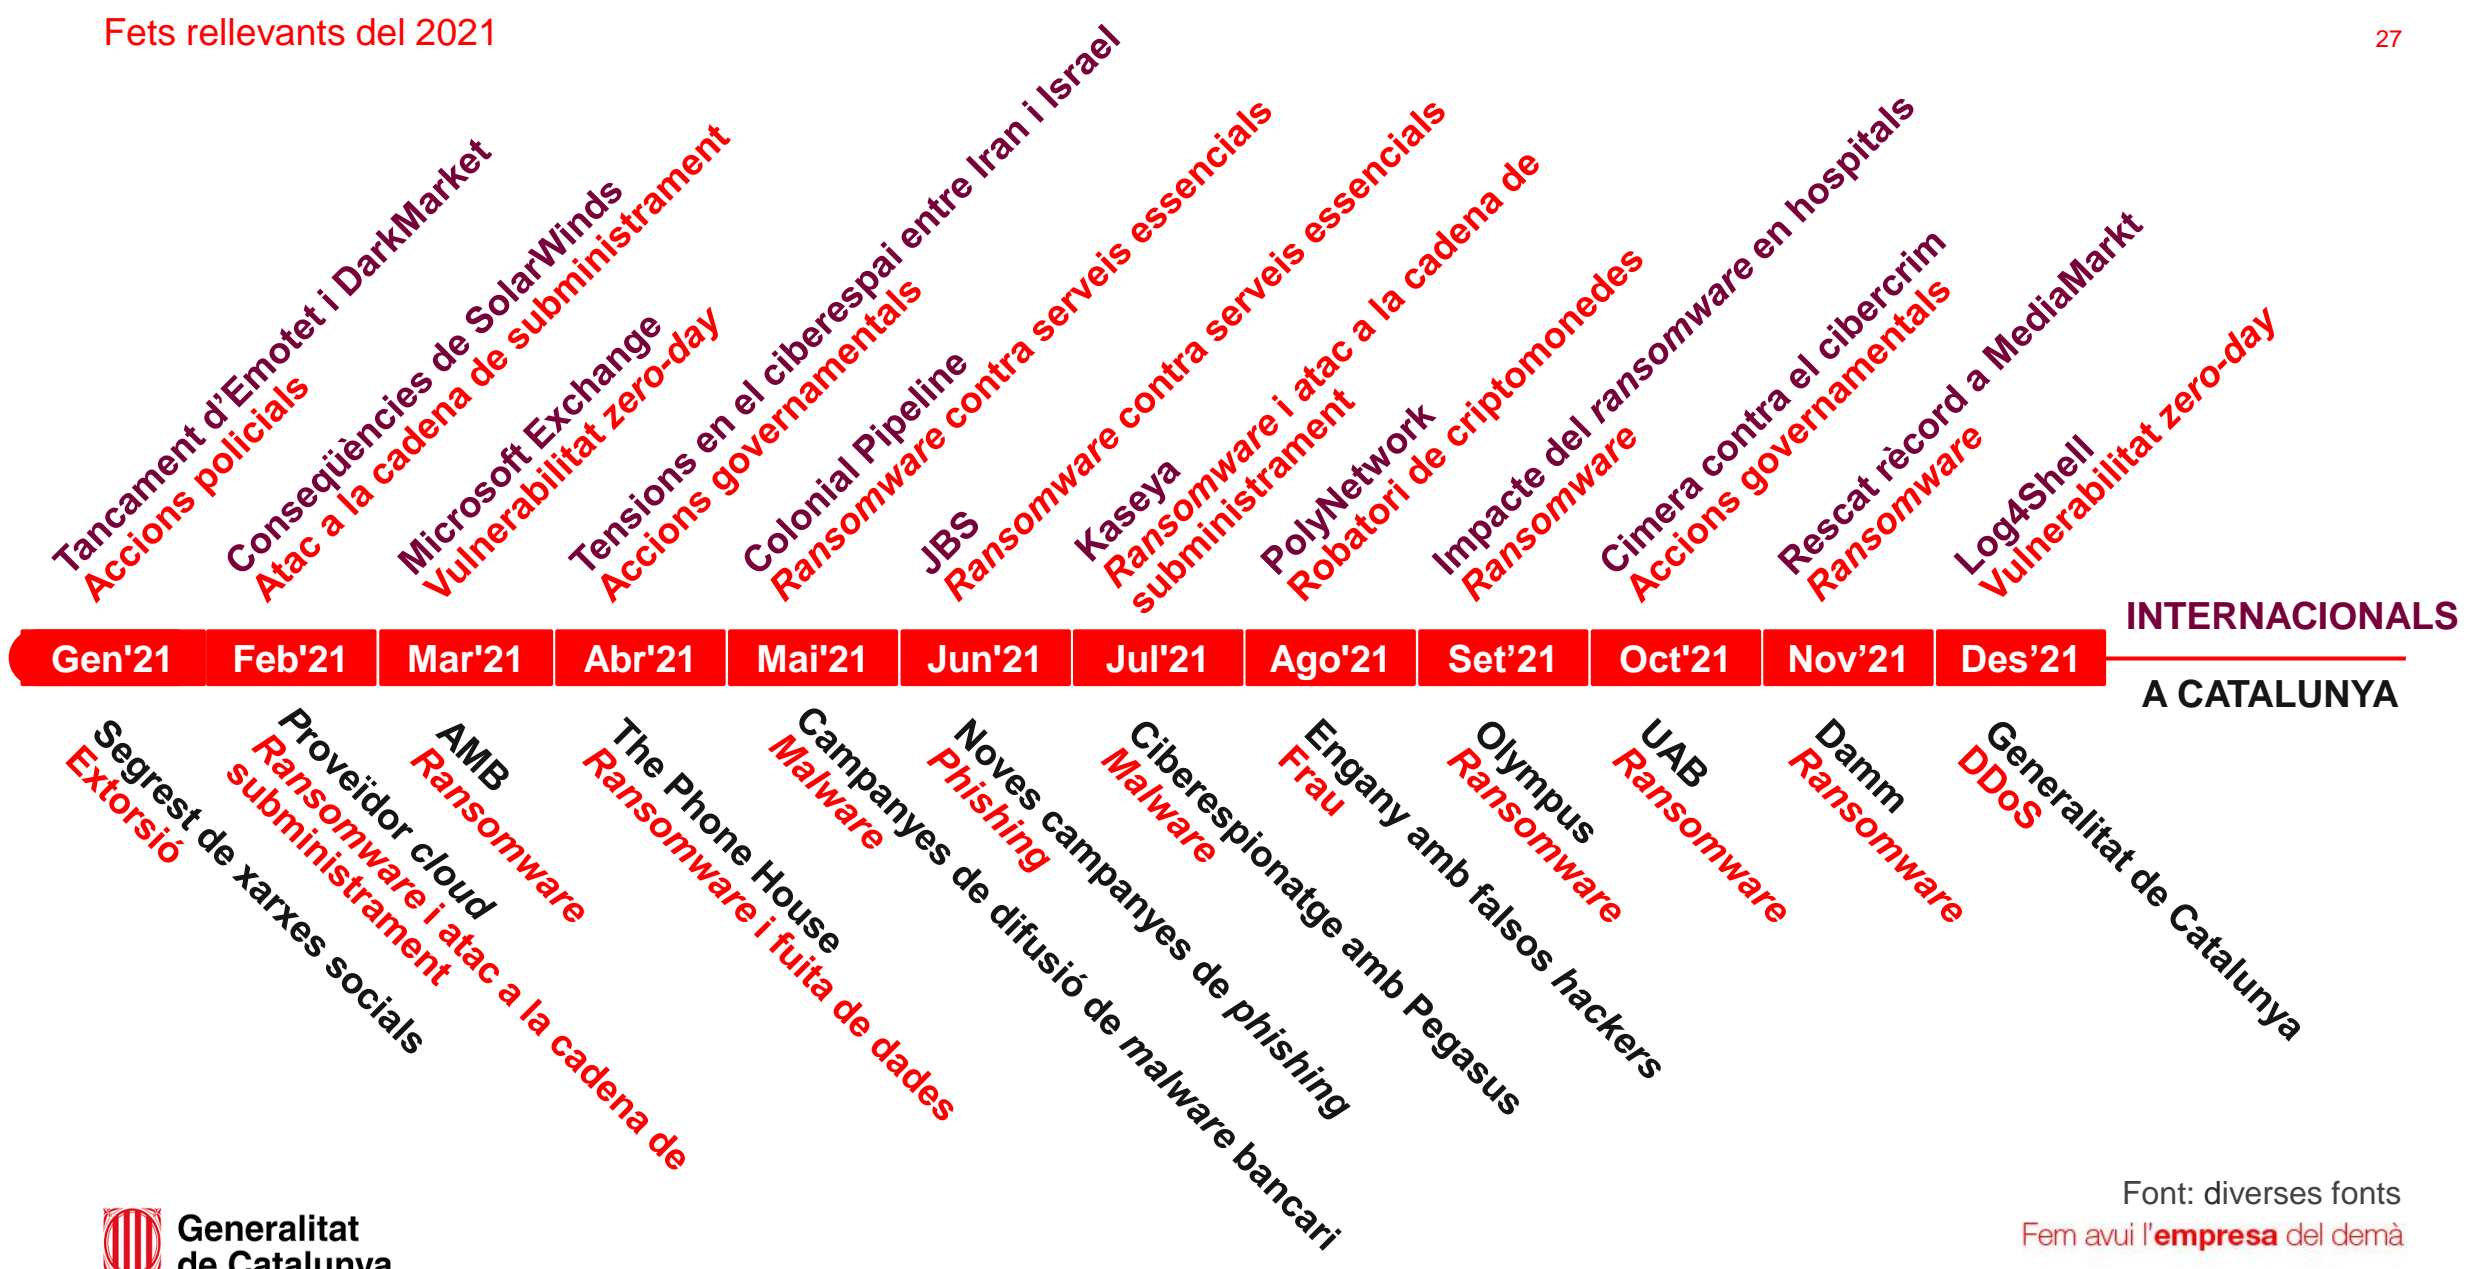 Fets rellevants del 2021
27
Tancament d'Emotet i DarkMarket
Accions policials
Conseqüències de SolarWinds
Atac a la cadena de subministrament
Microsoft Exchange
Vulnerabilitat zero-day
Tensions en el ciberespai entre Iran i Israel
Accions governamentals
Colonial Pipeline
Ransomware contra serveis essencials
JBS
Ransomware contra serveis essencials
Kaseya
Ransomware i atac a la cadena de
subministrament
PolyNetwork
Robatori de criptomonedes
Impacte del ransomware en hospitals
Ransomware
Cimera contra el cibercrim
Accions governamentals
Rescat rècord a MediaMarkt
Ransomware
Log4Shell
Vulnerabilitat zero-day
INTERNACIONALS
Gen'21
Feb'21
Mar'21
Abr'21
Mai'21
Jun'21
Jul'21
Ago'21
Set’21
Oct'21
Nov’21
Des’21
A CATALUNYA
Segrest de xarxes socials
Extorsió
Proveïdor cloud
Ransomware i atac a la cadena de
subministrament
AMB
Ransomware
The Phone House
Ransomware i fuita de dades
Campanyes de difusió de malware bancari
Malware
Noves campanyes de phishing
Phishing
Ciberespionatge amb Pegasus
Malware
Engany amb falsos hackers
Frau
Olympus
Ransomware
UAB
Ransomware
Damm
Ransomware
Generalitat de Catalunya
DDoS
Font: diverses fonts
Fem avui l'empresa del demà
Generalitat
de Catalunya